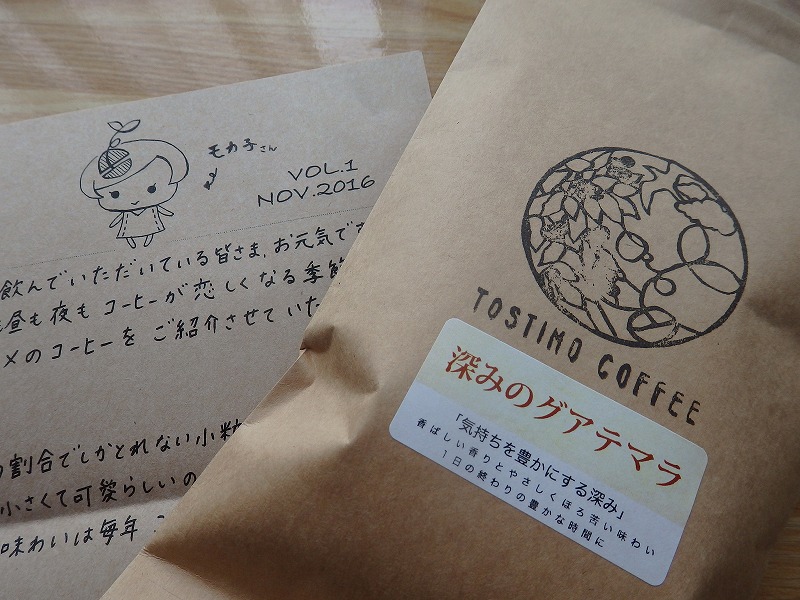 モカ子さん
VOL.1
NOV.2016
飲んでいただいている皆さま、お元気です
昼も夜もコーヒーが恋しくなる季節
メのコーヒーをご紹介させていた
割合でしかとれない小粒
小さくて可愛らしいの
味わいは毎年
TOSTIMO COFFEE
深みのグアテマラ
「気持ちを豊かにする深み」
香ばしい香りとやさしくほろ苦い味わい
1日の終わりの豊かな時間に